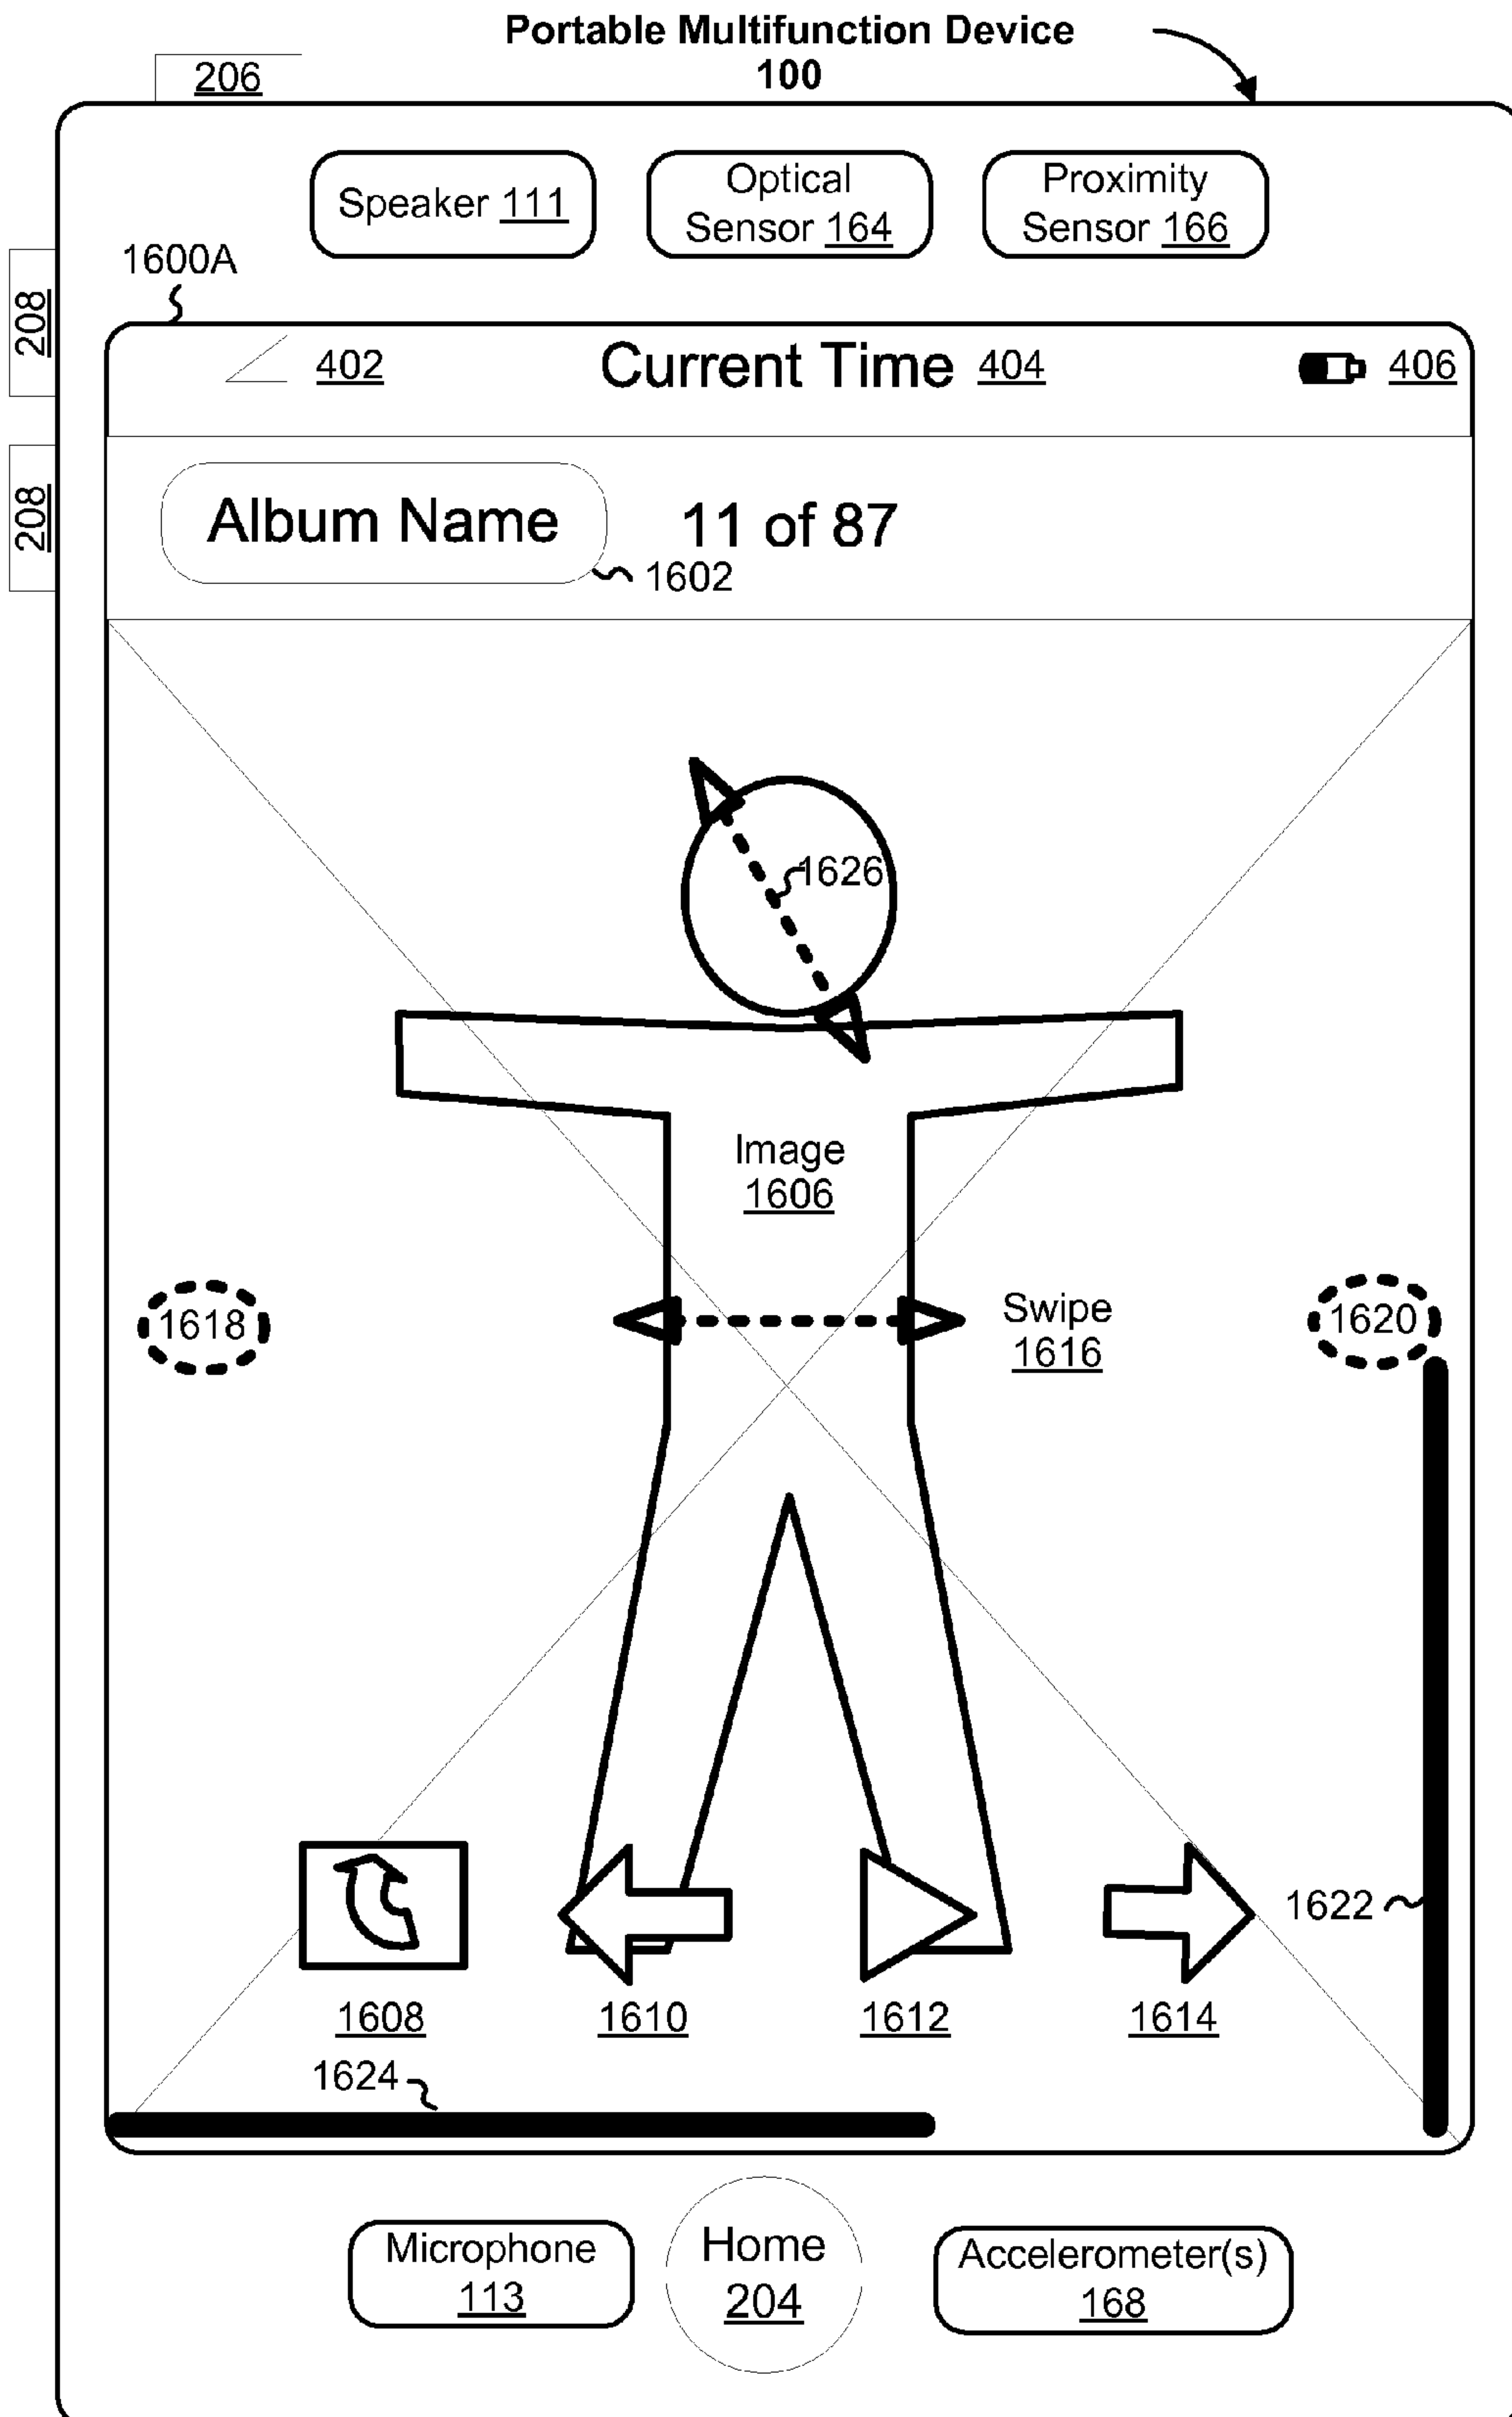 Portable Multifunction Device
100
206
Speaker 111
Optical
Sensor 164
Proximity
Sensor 166
1600A
208
402
Current Time 404
406
208
Album Name
11 of 87
1602
1626
Image
1606
1618
Swipe
1616
1620
1622
1608
1610
1612
1614
1624
Microphone
113
Home
204
Accelerometer(s)
168